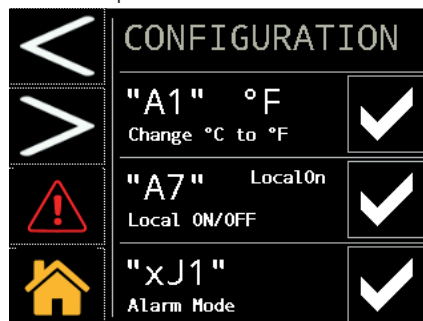 CONFIGURATION
"A1" °F
Change °C to °F
"A7" LocalOn
Local ON/OFF
"xJ1"
Alarm Mode